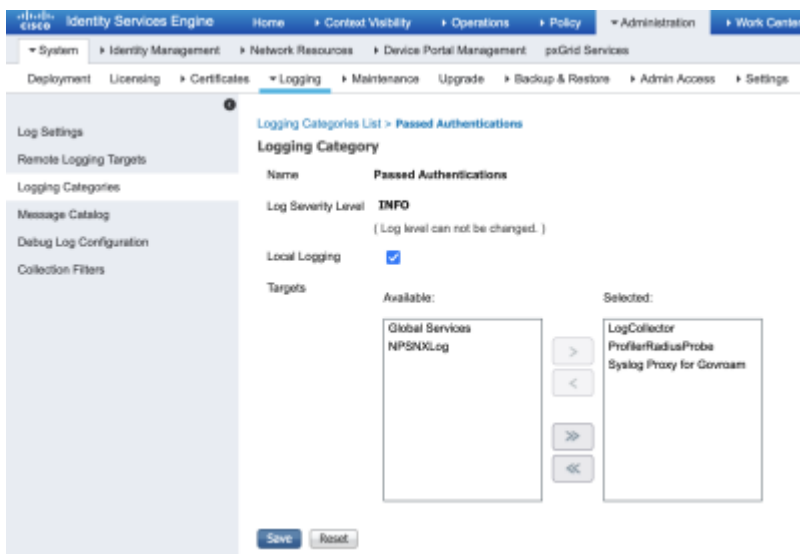 CISCO Identity Services Engine Home Context Visibility Operations Policy Administration Work Center
System Identity Management Network Resources Device Portal Management pxGrid Services
Deployment Licensing Certificates Logging Maintenance Upgrade Backup & Restore Admin Access Settings
Log Settings
Remote Logging Targets
Logging Categories
Message Catalog
Debug Log Configuration
Collection Filters
Logging Categories List > Passed Authentications
Logging Category
Name Passed Authentications
Log Severity Level INFO
( Log level can not be changed. )
Local Logging
Targets
Available: Selected:
Global Services
NPSNXLog
LogCollector
ProfilerRadiusProbe
Syslog Proxy for Govroam
Save Reset